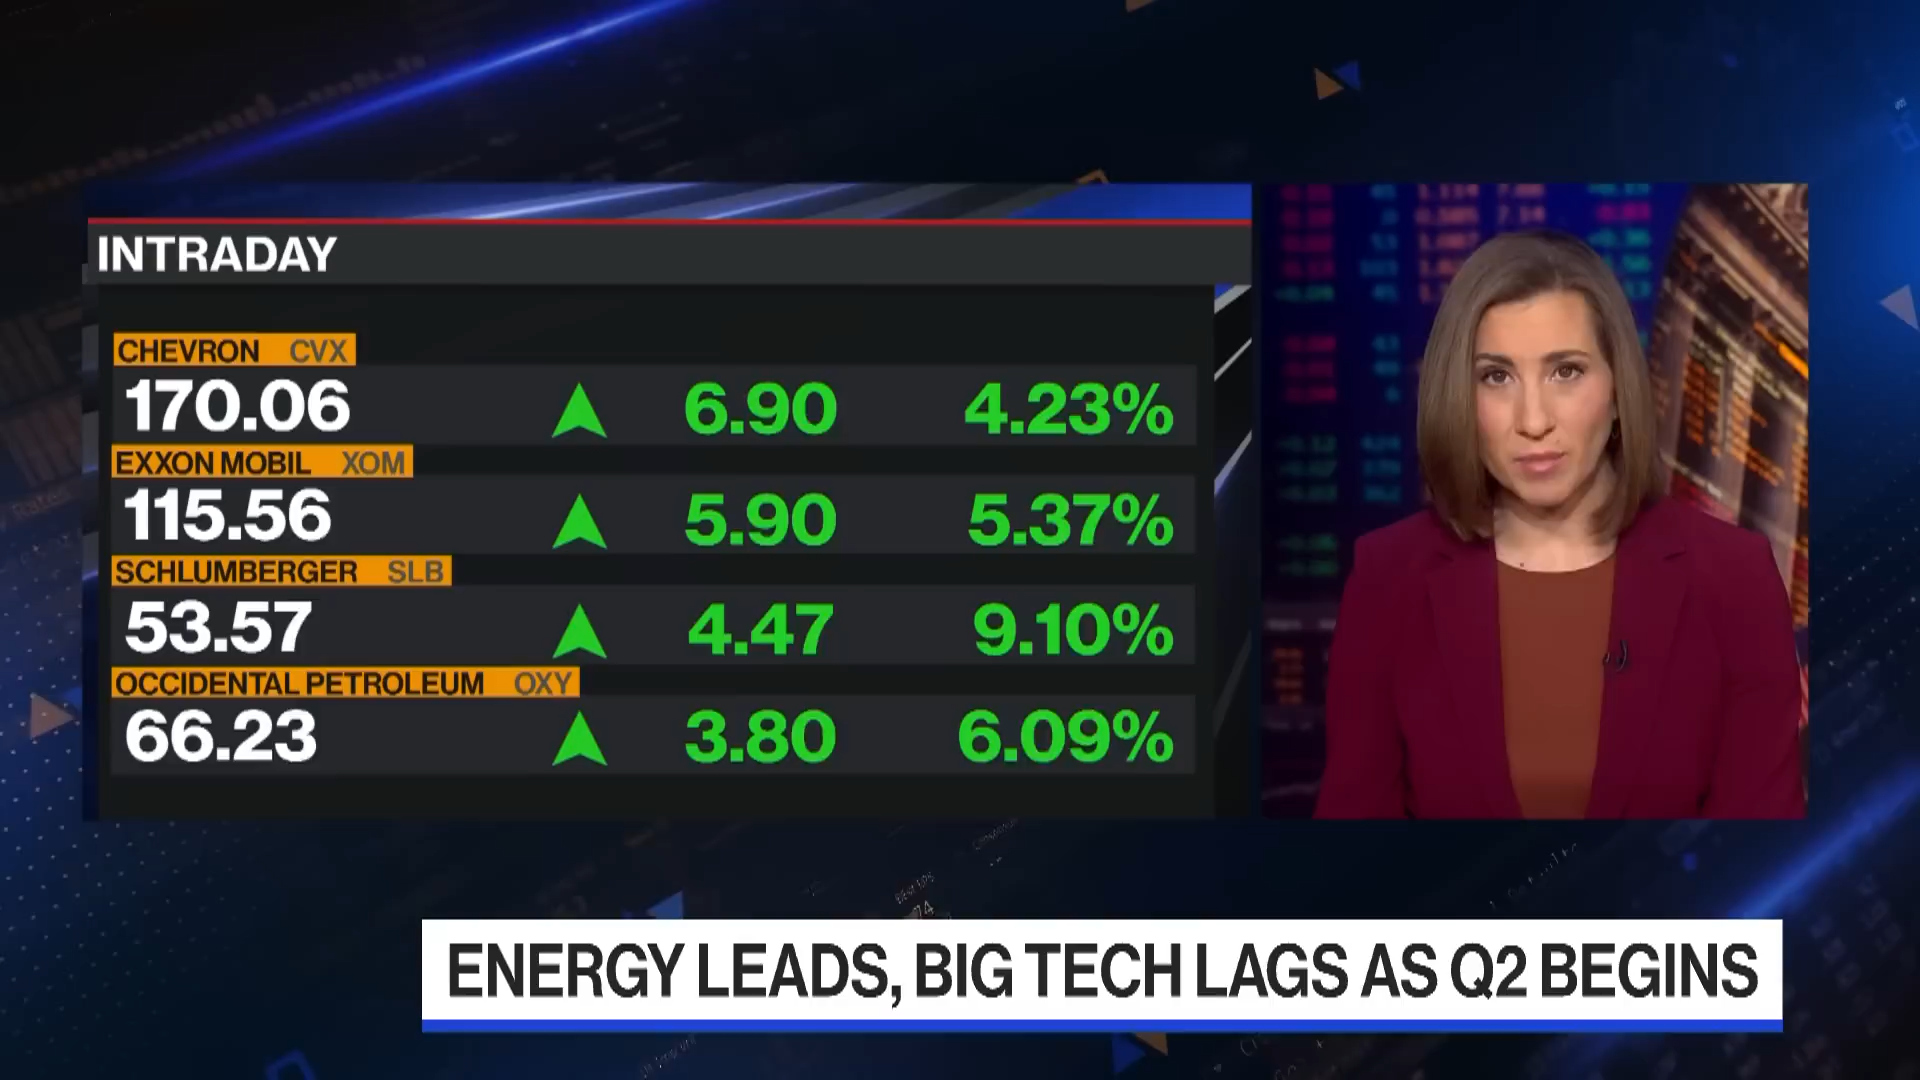 INTRADAY
CHEVRON CVX
170.06 6.90 4.23%
EXXON MOBIL XOM
115.56 5.90 5.37%
SCHLUMBERGER SLB
53.57 4.47 9.10%
OCCIDENTAL PETROLEUM OXY
66.23 3.80 6.09%
ENERGY LEADS, BIG TECH LAGS AS Q2 BEGINS